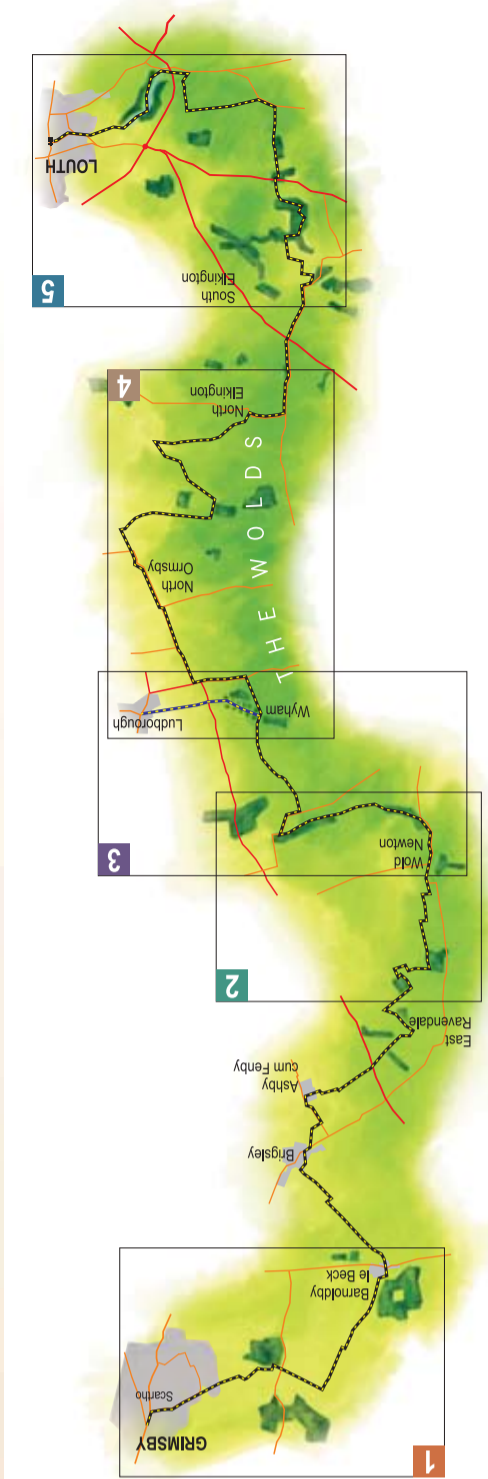 1
GRIMSBY
Scartho
Barnoldby
le Beck
Brigsley
Ashby
cum Fenby
East
Ravendale
2
Wold
Newton
3
Wyham
Ludborough
THE WOLDS
North
Ormsby
4
North
Elkington
South
Elkington
5
LOUTH